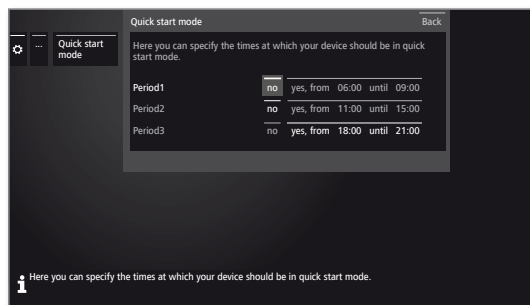 Quick start mode Back
... Quick start
mode
Here you can specify the times at which your device should be in quick
start mode.
Period1 no yes, from 06:00 until 09:00
Period2 no yes, from 11:00 until 15:00
Period3 no yes, from 18:00 until 21:00
Here you can specify the times at which your device should be in quick start mode.